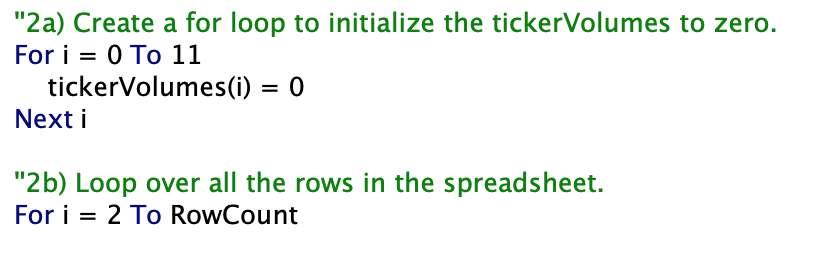 "2a) Create a for loop to initialize the tickerVolumes to zero.
For i = 0 To 11
tickerVolumes(i) = 0
Next i
"2b) Loop over all the rows in the spreadsheet.
For i = 2 To RowCount